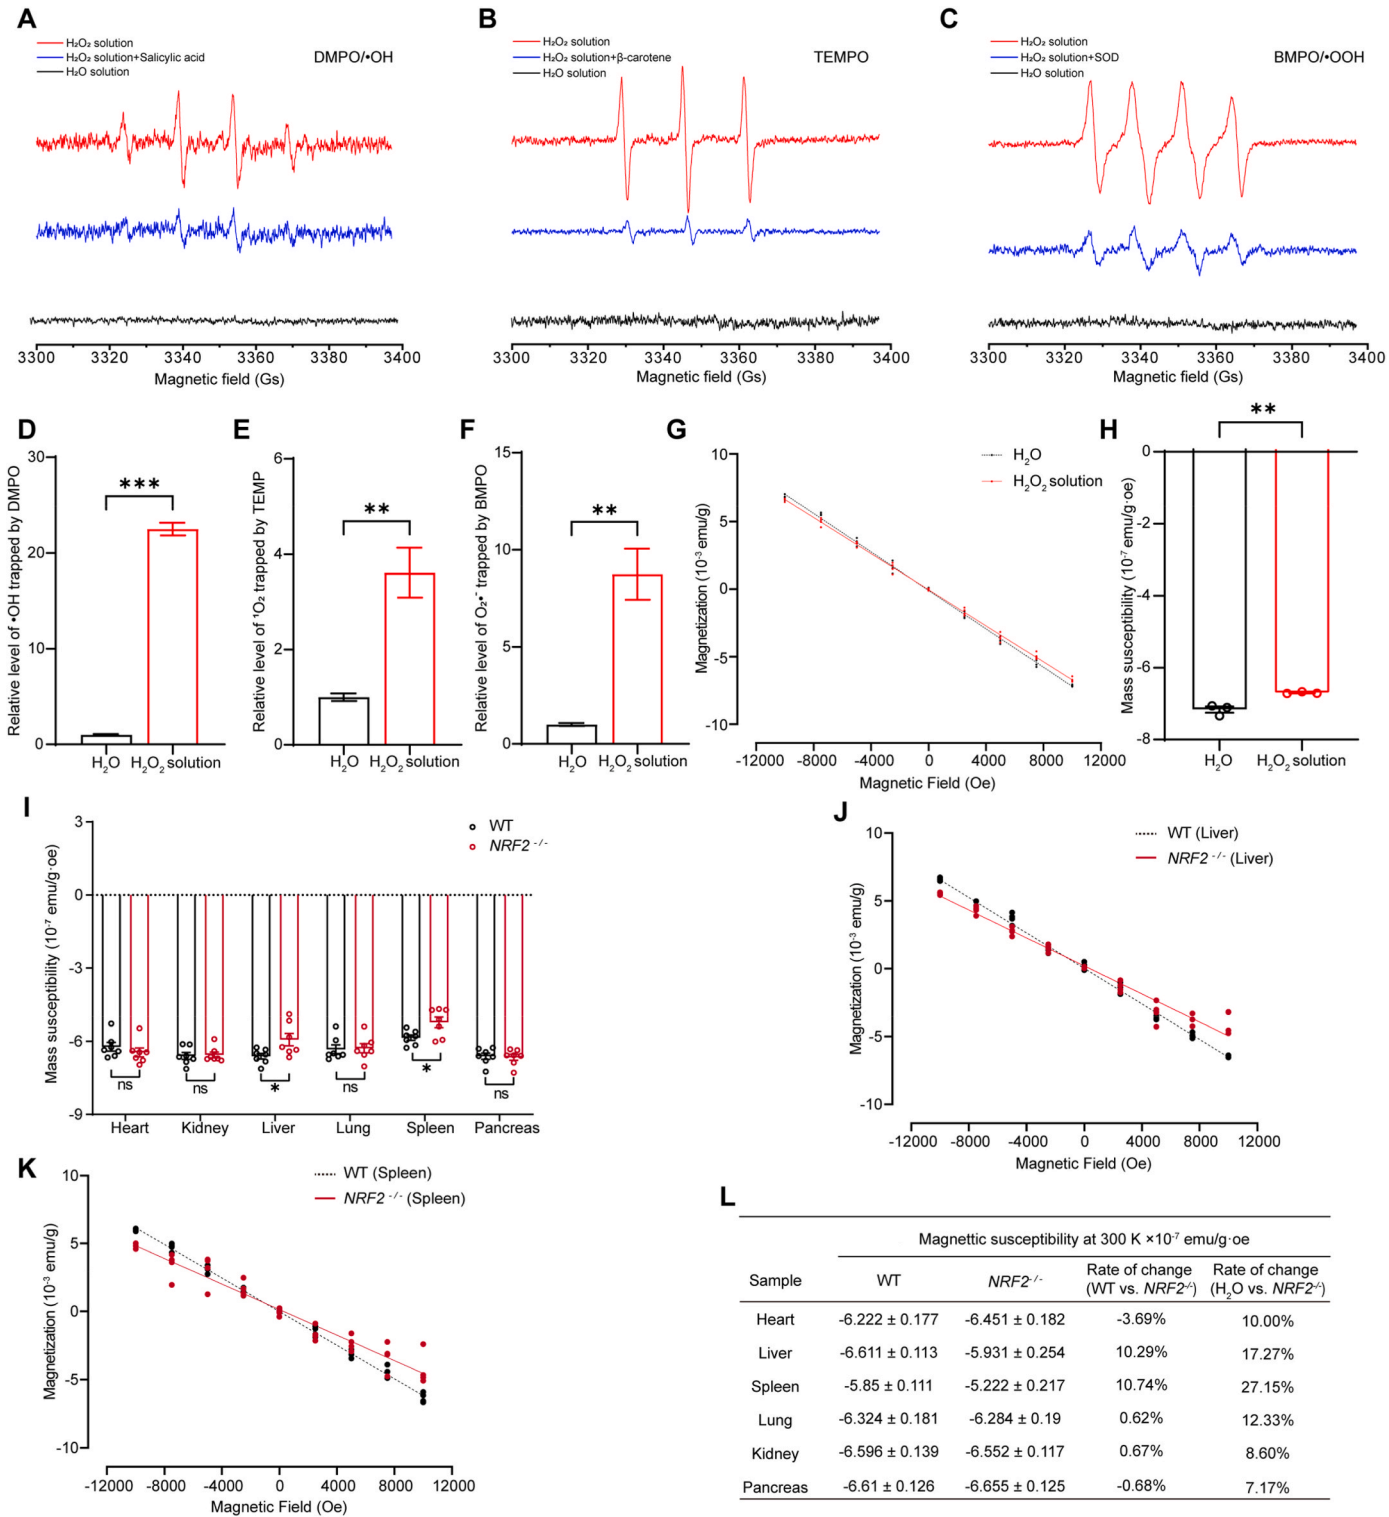 A
H₂O₂ solution
H₂O₂ solution+Salicylic acid
H₂O solution
DMPO/•OH
3300 3320 3340 3360 3380 3400
Magnetic field (Gs)
B
H₂O₂ solution
H₂O₂ solution+β-carotene
H₂O solution
TEMPO
3300 3320 3340 3360 3380 3400
Magnetic field (Gs)
C
H₂O₂ solution
H₂O₂ solution+SOD
H₂O solution
BMPO/•OOH
3300 3320 3340 3360 3380 3400
Magnetic field (Gs)
D
Relative level of •OH trapped by DMPO
30
20
10
0
***
H₂O H₂O₂ solution
E
Relative level of ¹O₂ trapped by TEMP
6
4
2
0
**
H₂O H₂O₂ solution
F
Relative level of O₂•⁻ trapped by BMPO
15
10
5
0
**
H₂O H₂O₂ solution
G
H₂O
H₂O₂ solution
Magnetization (10⁻³ emu/g)
10
5
0
-5
-10
-12000 -8000 -4000 0 4000 8000 12000
Magnetic Field (Oe)
H
**
Mass susceptibility (10⁻⁷ emu/g·oe)
0
-2
-4
-6
-8
H₂O H₂O₂ solution
I
WT
NRF2⁻/⁻
Mass susceptibility (10⁻⁷ emu/g·oe)
3
0
-3
-6
-9
ns ns * ns * ns
Heart Kidney Liver Lung Spleen Pancreas
J
WT (Liver)
NRF2⁻/⁻ (Liver)
Magnetization (10⁻³ emu/g)
10
5
0
-5
-10
-12000 -8000 -4000 0 4000 8000 12000
Magnetic Field (Oe)
K
WT (Spleen)
NRF2⁻/⁻ (Spleen)
Magnetization (10⁻³ emu/g)
10
5
0
-5
-10
-12000 -8000 -4000 0 4000 8000 12000
Magnetic Field (Oe)
L
Magnettic susceptibility at 300 K ×10⁻⁷ emu/g·oe
Sample WT NRF2⁻/⁻ Rate of change (WT vs. NRF2⁻/⁻) Rate of change (H₂O vs. NRF2⁻/⁻)
Heart -6.222 ± 0.177 -6.451 ± 0.182 -3.69% 10.00%
Liver -6.611 ± 0.113 -5.931 ± 0.254 10.29% 17.27%
Spleen -5.85 ± 0.111 -5.222 ± 0.217 10.74% 27.15%
Lung -6.324 ± 0.181 -6.284 ± 0.19 0.62% 12.33%
Kidney -6.596 ± 0.139 -6.552 ± 0.117 0.67% 8.60%
Pancreas -6.61 ± 0.126 -6.655 ± 0.125 -0.68% 7.17%